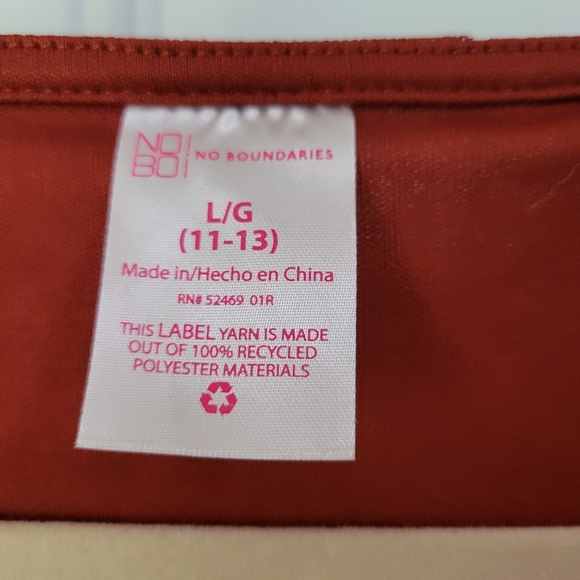 NO!
BO!
NO BOUNDARIES
L/G
(11-13)
Made in/Hecho en China
RN# 52469 01R
THIS LABEL YARN IS MADE
OUT OF 100% RECYCLED
POLYESTER MATERIALS